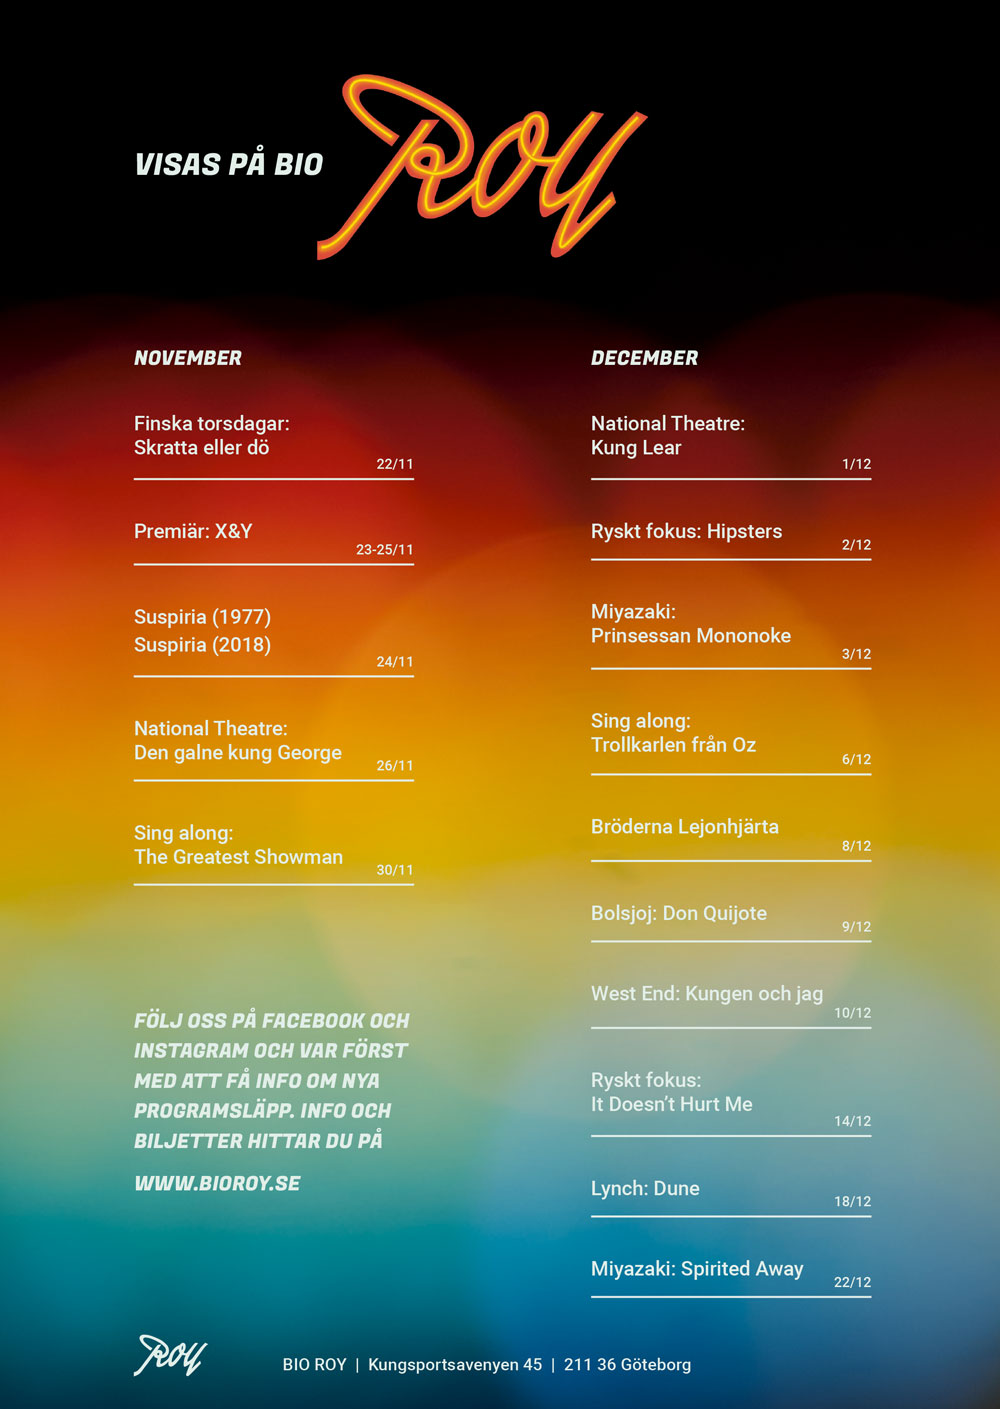 VISAS PÅ BIO Roy
NOVEMBER
Finska torsdagar:
Skratta eller dö
22/11
Premiär: X&Y
23-25/11
Suspiria (1977)
Suspiria (2018)
24/11
National Theatre:
Den galne kung George
26/11
Sing along:
The Greatest Showman
30/11
FÖLJ OSS PÅ FACEBOOK OCH
INSTAGRAM OCH VAR FÖRST
MED ATT FÅ INFO OM NYA
PROGRAMSLÄPP. INFO OCH
BILJETTER HITTAR DU PÅ
WWW.BIOROY.SE
DECEMBER
National Theatre:
Kung Lear
1/12
Ryskt fokus: Hipsters
2/12
Miyazaki:
Prinsessan Mononoke
3/12
Sing along:
Trollkarlen från Oz
6/12
Bröderna Lejonhjärta
8/12
Bolsjoj: Don Quijote
9/12
West End: Kungen och jag
10/12
Ryskt fokus:
It Doesn’t Hurt Me
14/12
Lynch: Dune
18/12
Miyazaki: Spirited Away
22/12
Roy
BIO ROY | Kungsportsavenyen 45 | 211 36 Göteborg